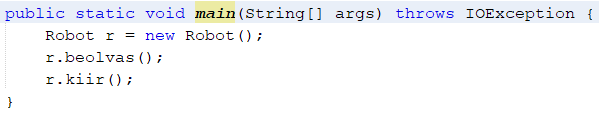 public static void main(String[] args) throws IOException {
    Robot r = new Robot();
    r.beolvas();
    r.kiir();
}